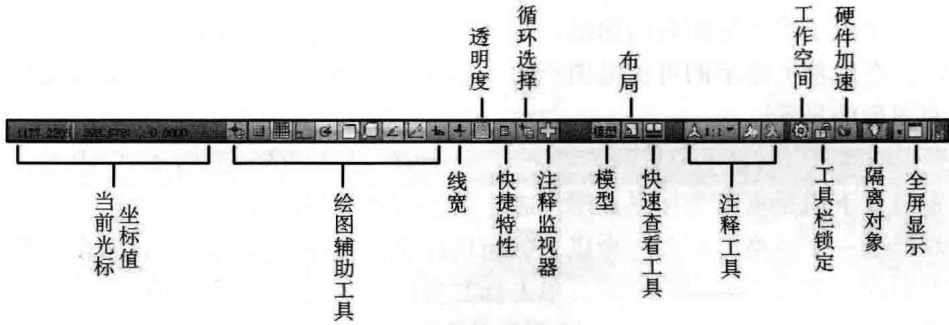 透明度
循环选择
布局
工作空间
硬件加速
模型
1:1
当前光标
坐标值
绘图辅助工具
线宽
快捷特性
注释监视器
模型
快速查看工具
注释工具
工具栏锁定
隔离对象
全屏显示